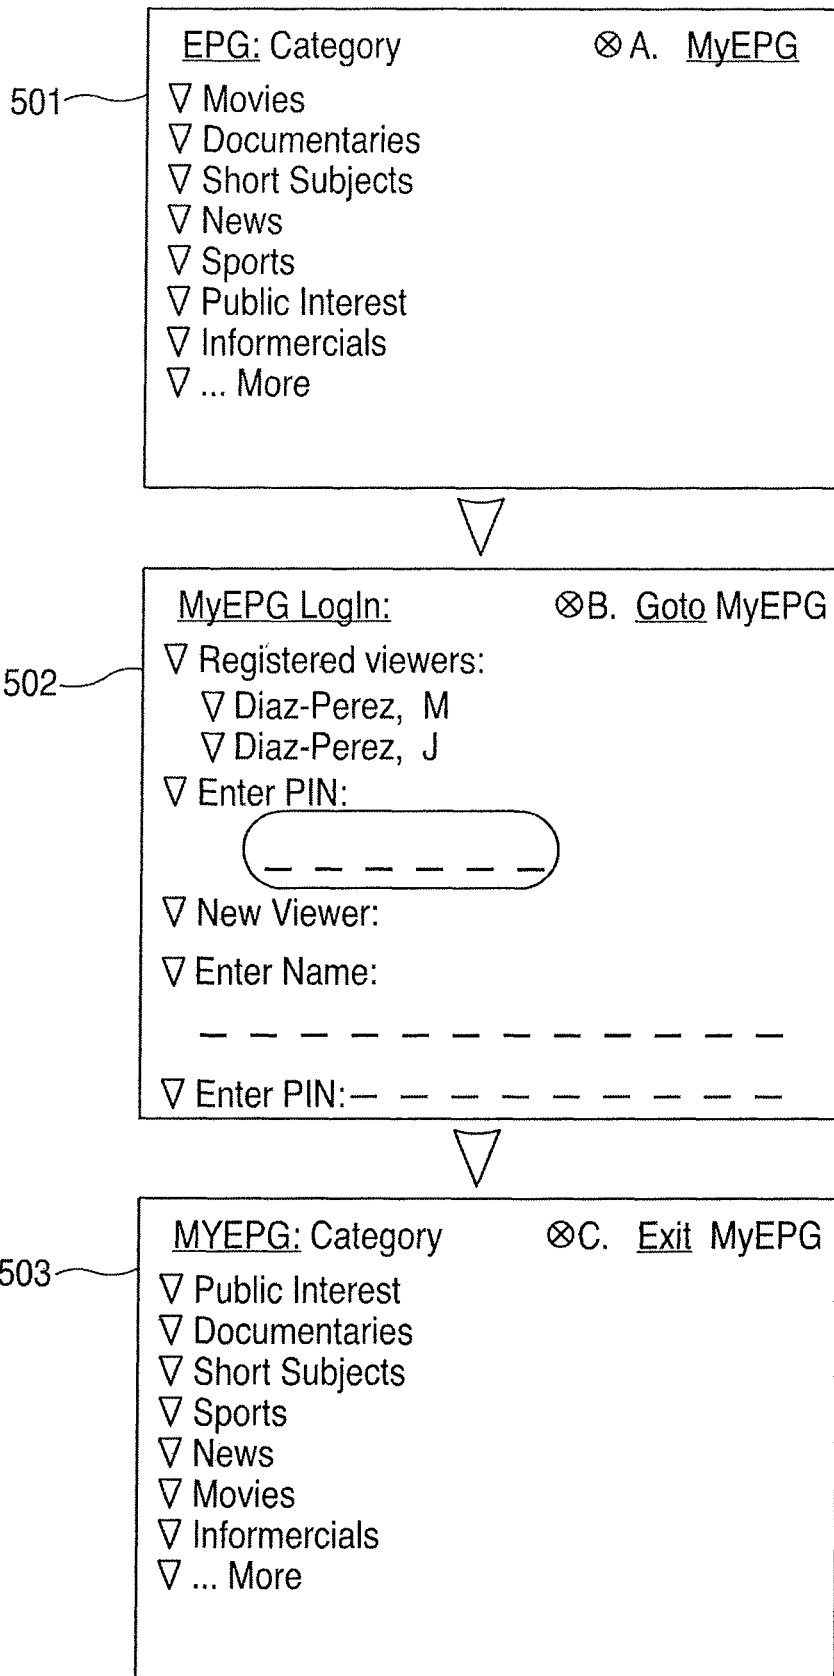 EPG: Category ⊗ A. MyEPG
501
▽ Movies
▽ Documentaries
▽ Short Subjects
▽ News
▽ Sports
▽ Public Interest
▽ Informercials
▽ ... More
MyEPG LogIn: ⊗B. Goto MyEPG
502
▽ Registered viewers:
▽ Diaz-Perez, M
▽ Diaz-Perez, J
▽ Enter PIN:
_ _ _ _ _ _
▽ New Viewer:
▽ Enter Name:
_ _ _ _ _ _ _ _ _ _ _ _
▽ Enter PIN: _ _ _ _ _ _ _ _ _
MYEPG: Category ⊗C. Exit MyEPG
503
▽ Public Interest
▽ Documentaries
▽ Short Subjects
▽ Sports
▽ News
▽ Movies
▽ Informercials
▽ ... More